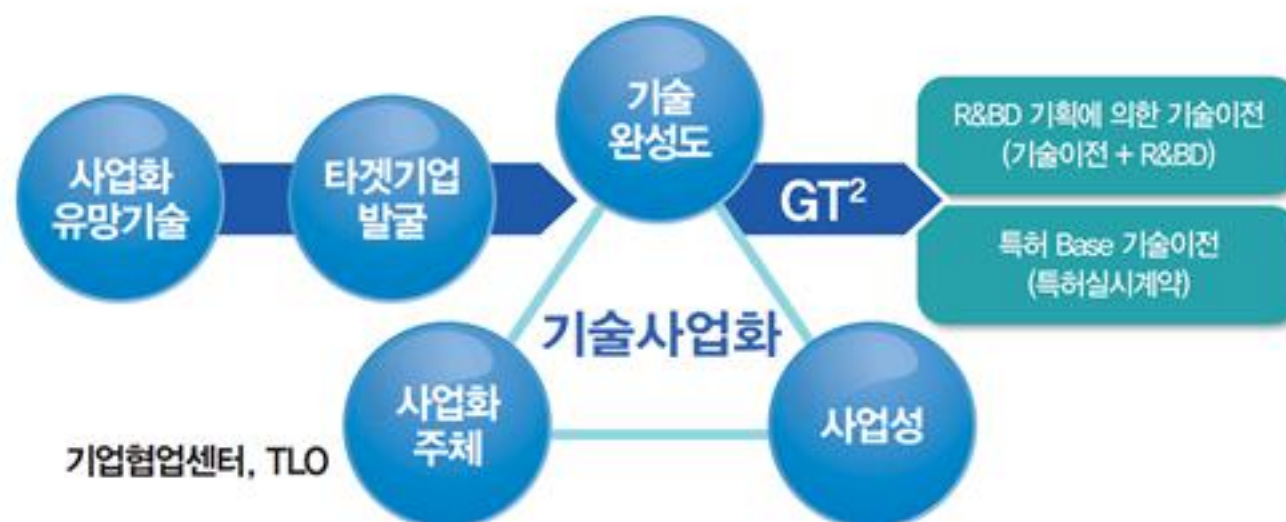 사업화
유망기술
타겟기업
발굴
기술
완성도
GT²
R&BD 기획에 의한 기술이전
(기술이전 + R&BD)
특허 Base 기술이전
(특허실시계약)
기술사업화
사업화
주체
사업성
기업협업센터, TLO